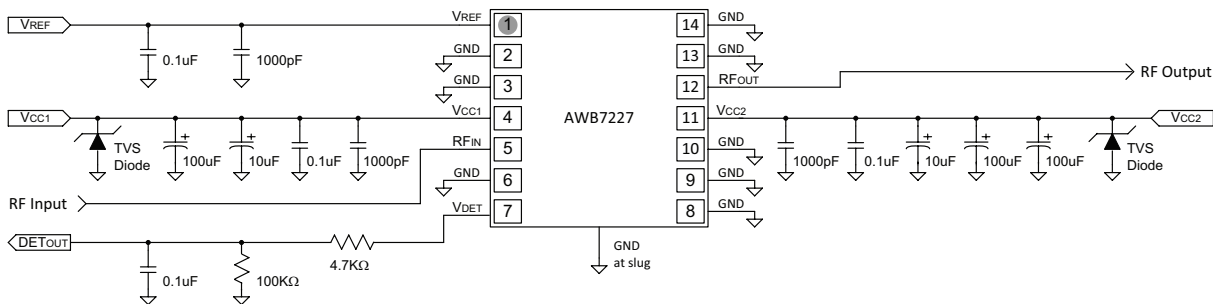 VREF
0.1uF
1000pF
VREF
GND
GND
VCC1
TVS
Diode
100uF
10uF
0.1uF
1000pF
VCC1
RFIN
RF Input
GND
VDET
DETOUT
0.1uF
100KΩ
4.7KΩ
1
2
3
4
5
6
7
AWB7227
14
13
12
11
10
9
8
GND
at slug
GND
GND
RFOUT
RF Output
VCC2
VCC2
1000pF
0.1uF
10uF
100uF
100uF
TVS
Diode
GND
GND
GND